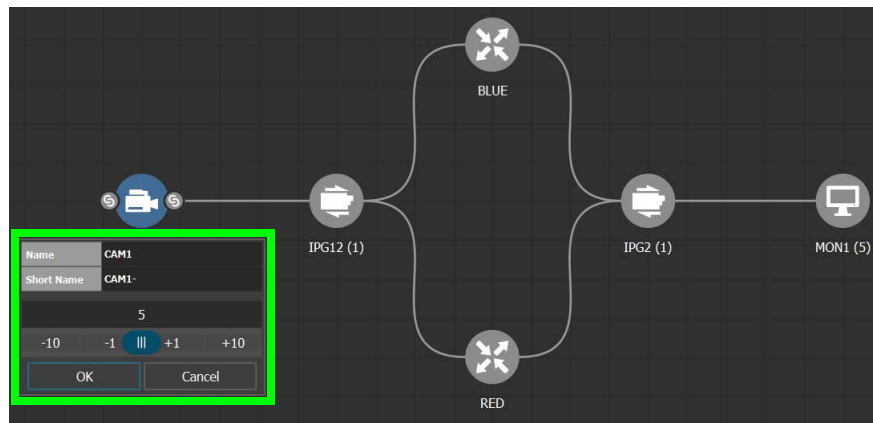 BLUE
IPG12 (1)
IPG2 (1)
MON1 (5)
Name CAM1
Short Name CAM1-
5
-10 -1 +1 +10
OK Cancel
RED